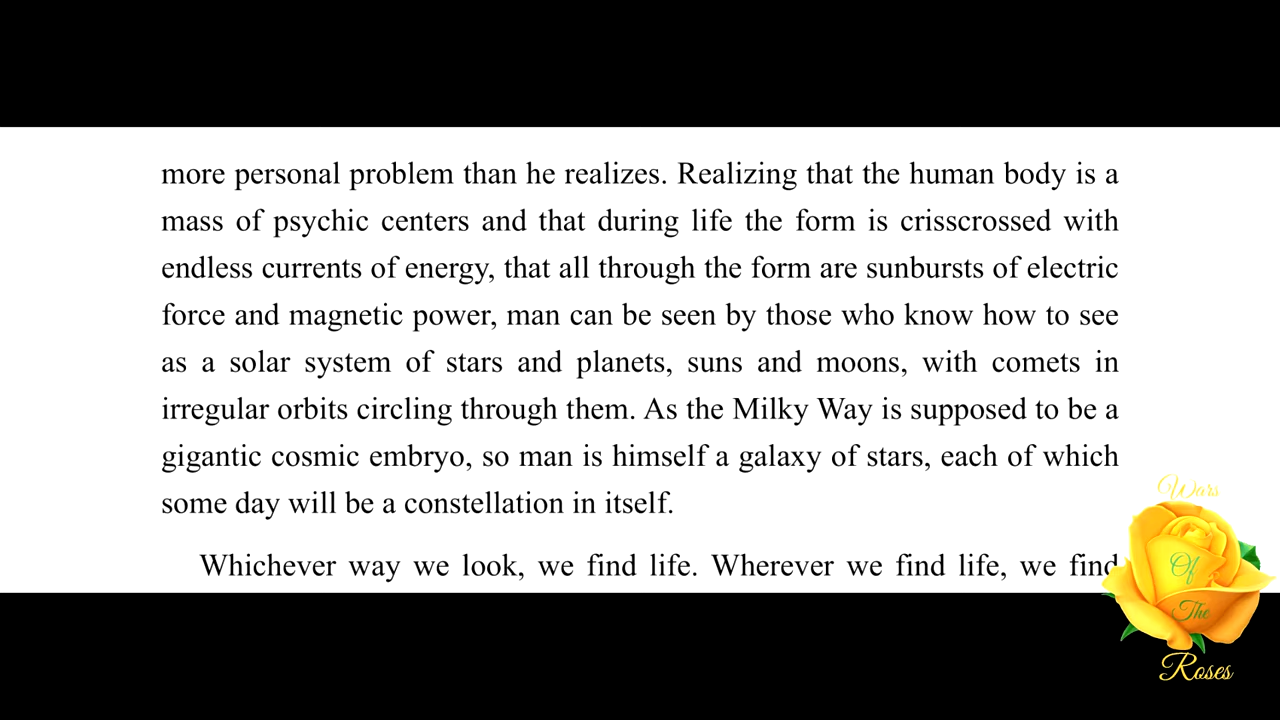 more personal problem than he realizes. Realizing that the human body is a
mass of psychic centers and that during life the form is crisscrossed with
endless currents of energy, that all through the form are sunbursts of electric
force and magnetic power, man can be seen by those who know how to see
as a solar system of stars and planets, suns and moons, with comets in
irregular orbits circling through them. As the Milky Way is supposed to be a
gigantic cosmic embryo, so man is himself a galaxy of stars, each of which
some day will be a constellation in itself.
Whichever way we look, we find life. Wherever we find life, we find
Wars
Of
The
Roses